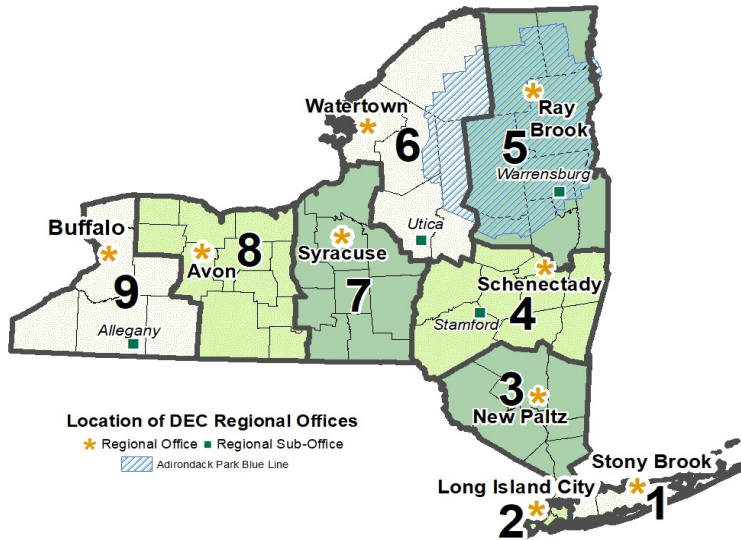 Watertown
6
Ray
Brook
5
Warrensburg
Utica
Buffalo
9
Allegany
8
Avon
Syracuse
7
Schenectady
Stamford
4
3
New Paltz
Location of DEC Regional Offices
Regional Office
Regional Sub-Office
Adirondack Park Blue Line
Stony Brook
1
Long Island City
2